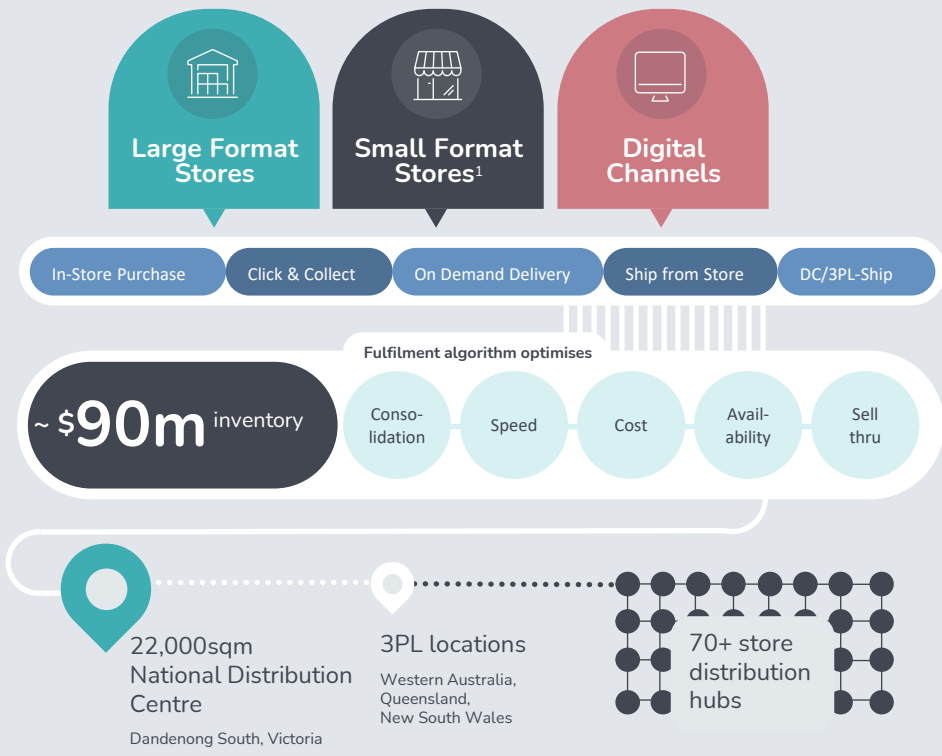 Large Format
Stores
Small Format
Stores¹
Digital
Channels
In-Store Purchase
Click & Collect
On Demand Delivery
Ship from Store
DC/3PL-Ship
Fulfilment algorithm optimises
~ $90m inventory
Conso-
lidation
Speed
Cost
Avail-
ability
Sell
thru
22,000sqm
National Distribution
Centre
Dandenong South, Victoria
3PL locations
Western Australia,
Queensland,
New South Wales
70+ store
distribution
hubs